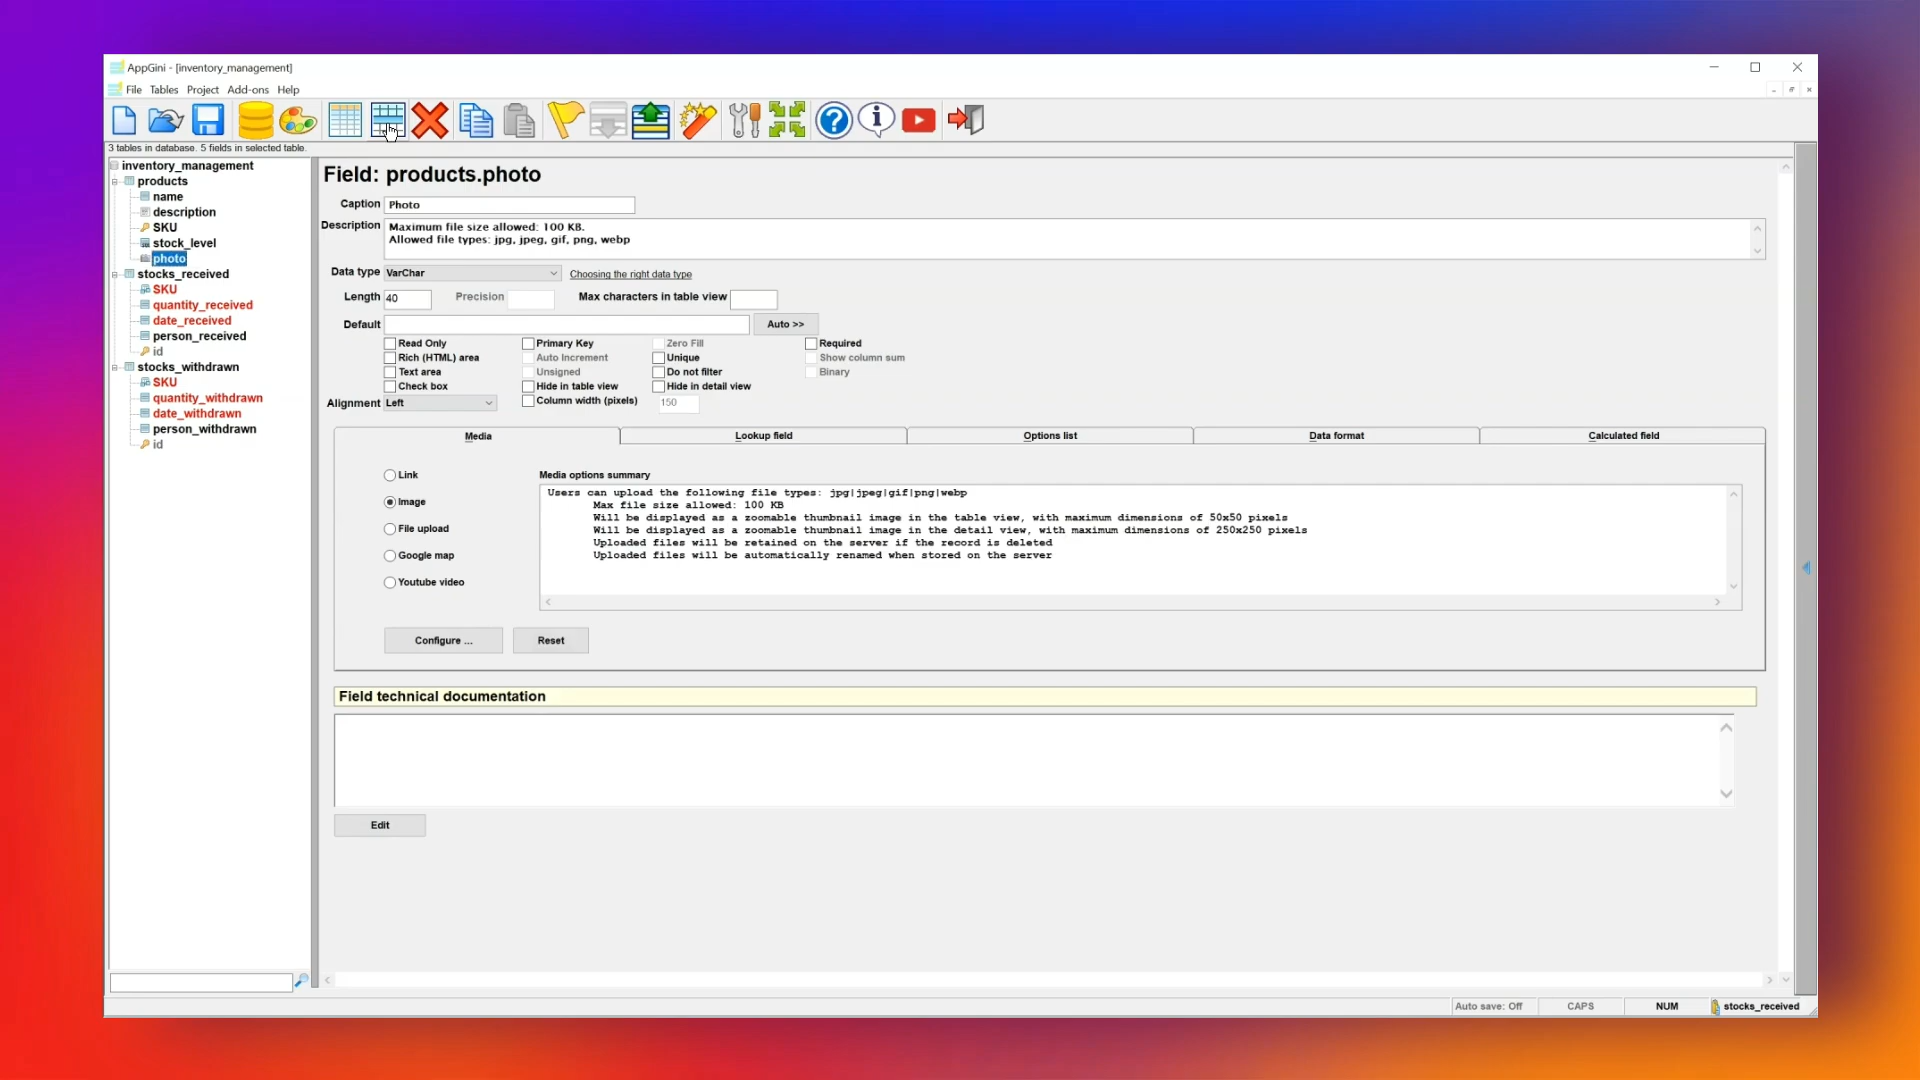 AppGini - [inventory_management]
File Tables Project Add-ons Help
3 tables in database. 5 fields in selected table.
inventory_management
products
name
description
SKU
stock_level
photo
stocks_received
SKU
quantity_received
date_received
person_received
id
stocks_withdrawn
SKU
quantity_withdrawn
date_withdrawn
person_withdrawn
id
Field: products.photo
Caption Photo
Description Maximum file size allowed: 100 KB.
Allowed file types: jpg, jpeg, gif, png, webp
Data type VarChar Choosing the right data type
Length 40 Precision Max characters in table view
Default Auto >>
Read Only Primary Key Zero Fill Required
Rich (HTML) area Auto Increment Unique Show column sum
Text area Unsigned Do not filter Binary
Check box Hide in table view Hide in detail view
Alignment Left Column width (pixels) 150
Media Lookup field Options list Data format Calculated field
Link
Image
File upload
Google map
Youtube video
Media options summary
Users can upload the following file types: jpg|jpeg|gif|png|webp
Max file size allowed: 100 KB
Will be displayed as a zoomable thumbnail image in the table view, with maximum dimensions of 50x50 pixels
Will be displayed as a zoomable thumbnail image in the detail view, with maximum dimensions of 250x250 pixels
Uploaded files will be retained on the server if the record is deleted
Uploaded files will be automatically renamed when stored on the server
Configure ... Reset
Field technical documentation
Edit
Auto save: Off CAPS NUM stocks_received